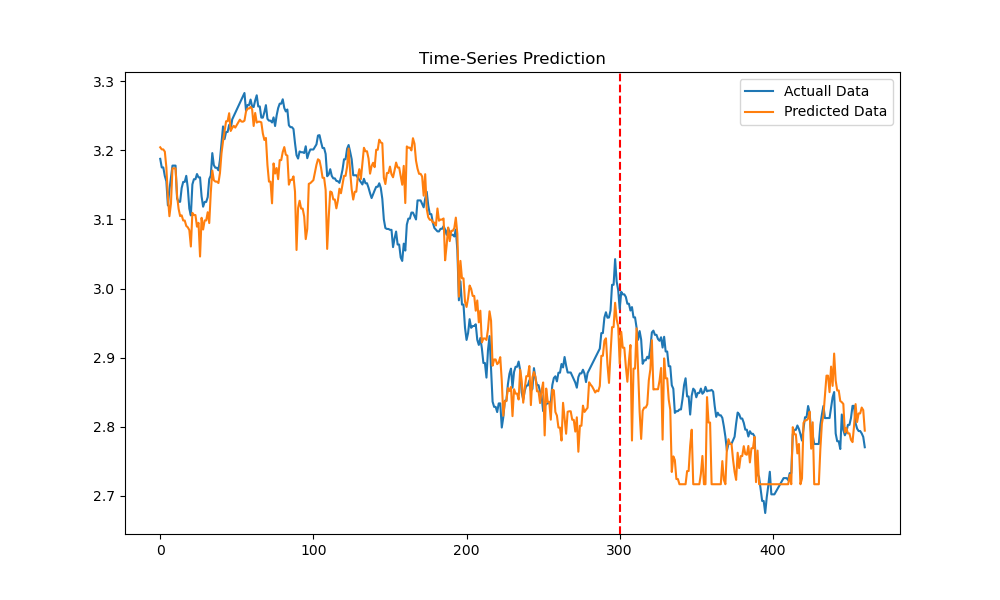 Time-Series Prediction
Actuall Data
Predicted Data
3.3
3.2
3.1
3.0
2.9
2.8
2.7
0 100 200 300 400